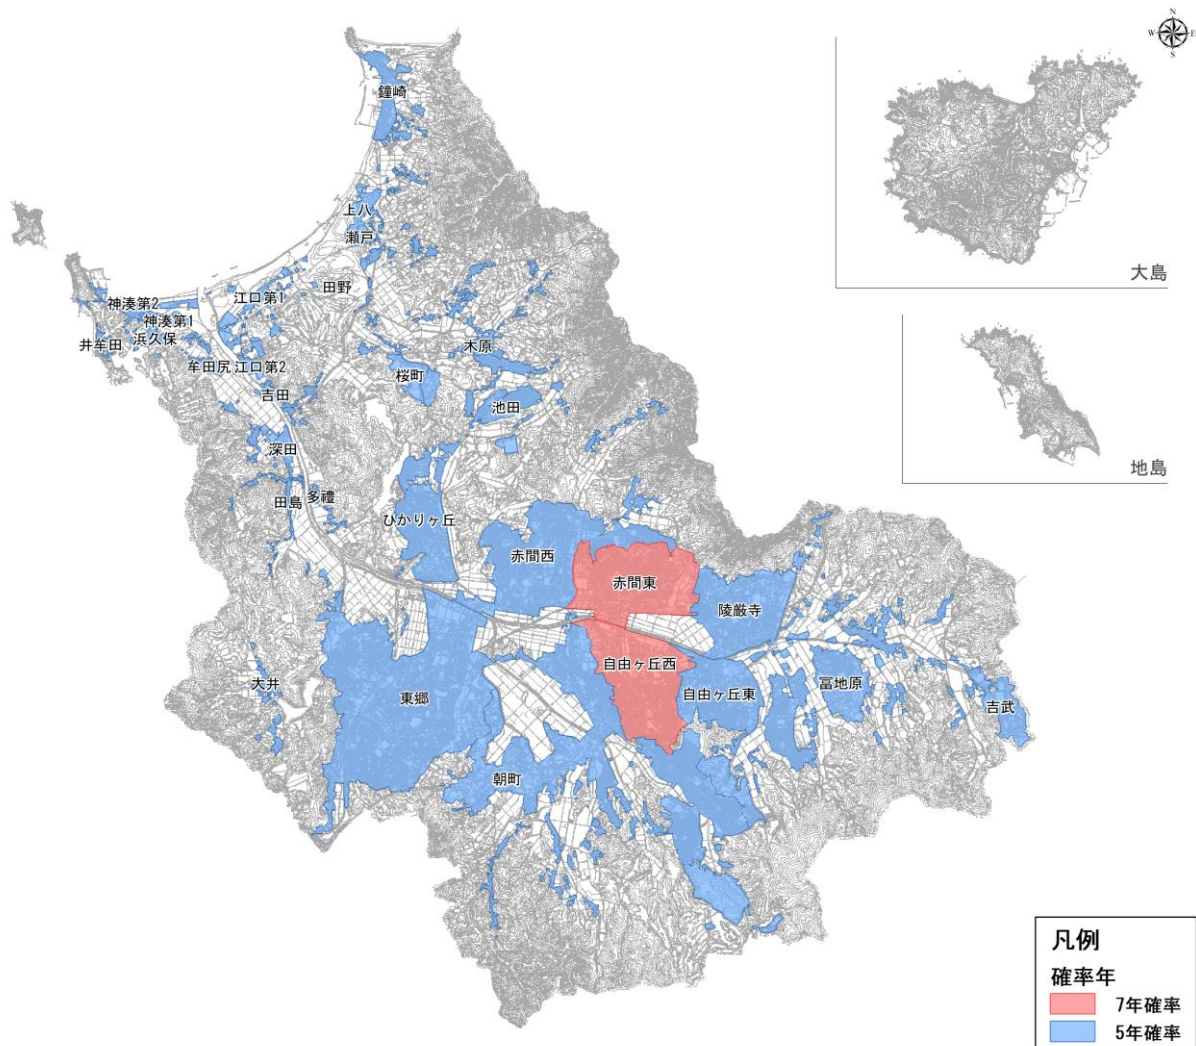 N
W
E
S
鐘崎
上八
瀬戸
田野
江口第1
神湊第2
神湊第1
浜久保
井牟田
牟田尻
江口第2
吉田
木原
桜町
池田
深田
田島
多禮
ひかりヶ丘
赤間西
赤間東
陵厳寺
自由ヶ丘西
自由ヶ丘東
冨地原
吉武
大井
東郷
朝町
大島
地島
凡例
確率年
7年確率
5年確率